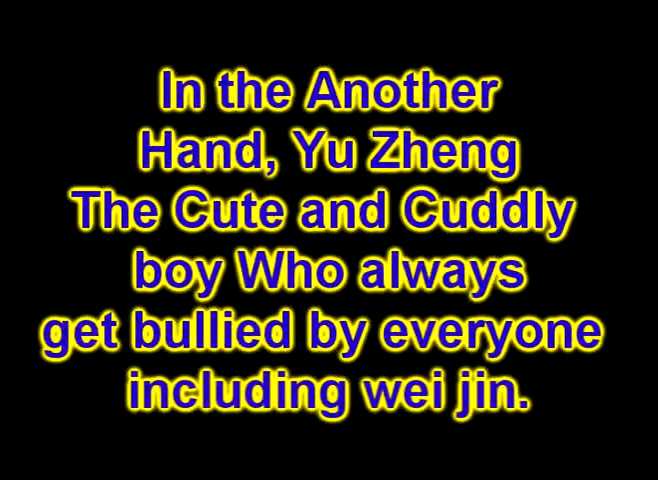 In the Another
Hand, Yu Zheng
The Cute and Cuddly
boy Who always
get bullied by everyone
including wei jin.